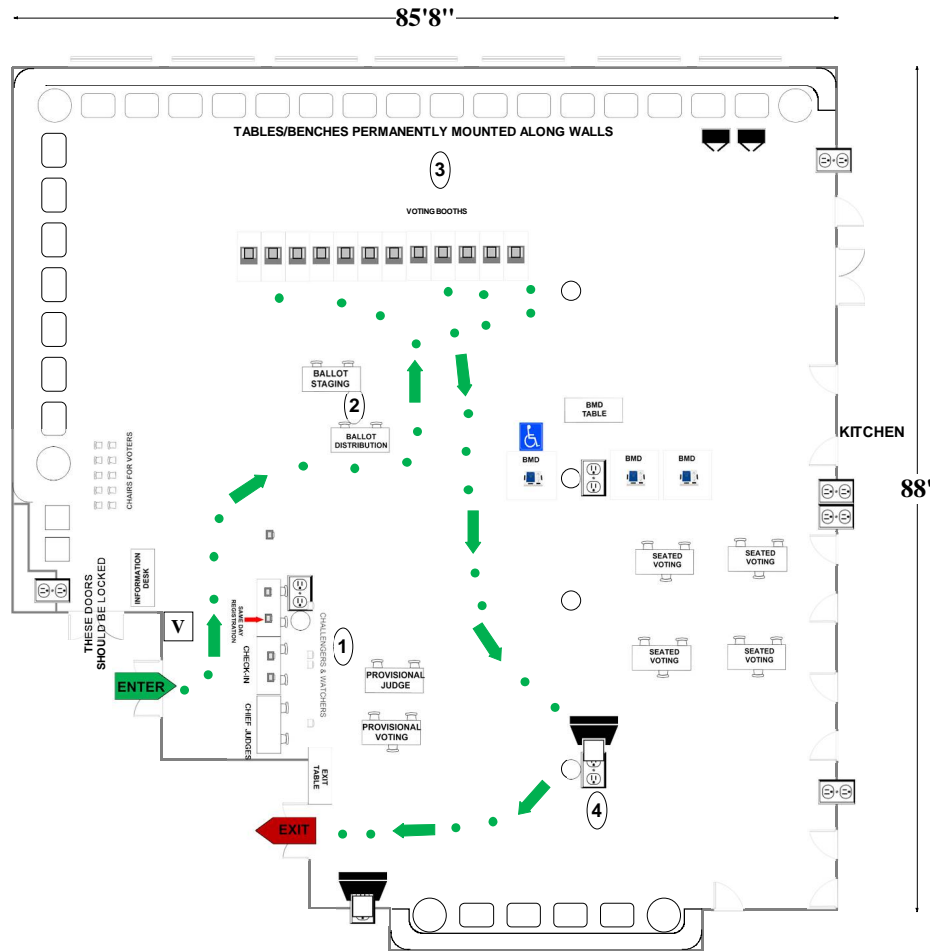 85'8"
TABLES/BENCHES PERMANENTLY MOUNTED ALONG WALLS
3
VOTING BOOTHS
BALLOT
STAGING
2
BALLOT
DISTRIBUTION
BMD
TABLE
KITCHEN
88'
BMD
BMD
BMD
CHAIRS FOR VOTERS
SEATED
VOTING
SEATED
VOTING
THESE DOORS
SHOULD BE LOCKED
INFORMATION
DESK
V
SAME DAY
REGISTRATION
CHALLENGERS & WATCHERS
1
CHECK-IN
SEATED
VOTING
SEATED
VOTING
ENTER
PROVISIONAL
JUDGE
CHIEF JUDGES
PROVISIONAL
VOTING
EXIT
TABLE
4
EXIT